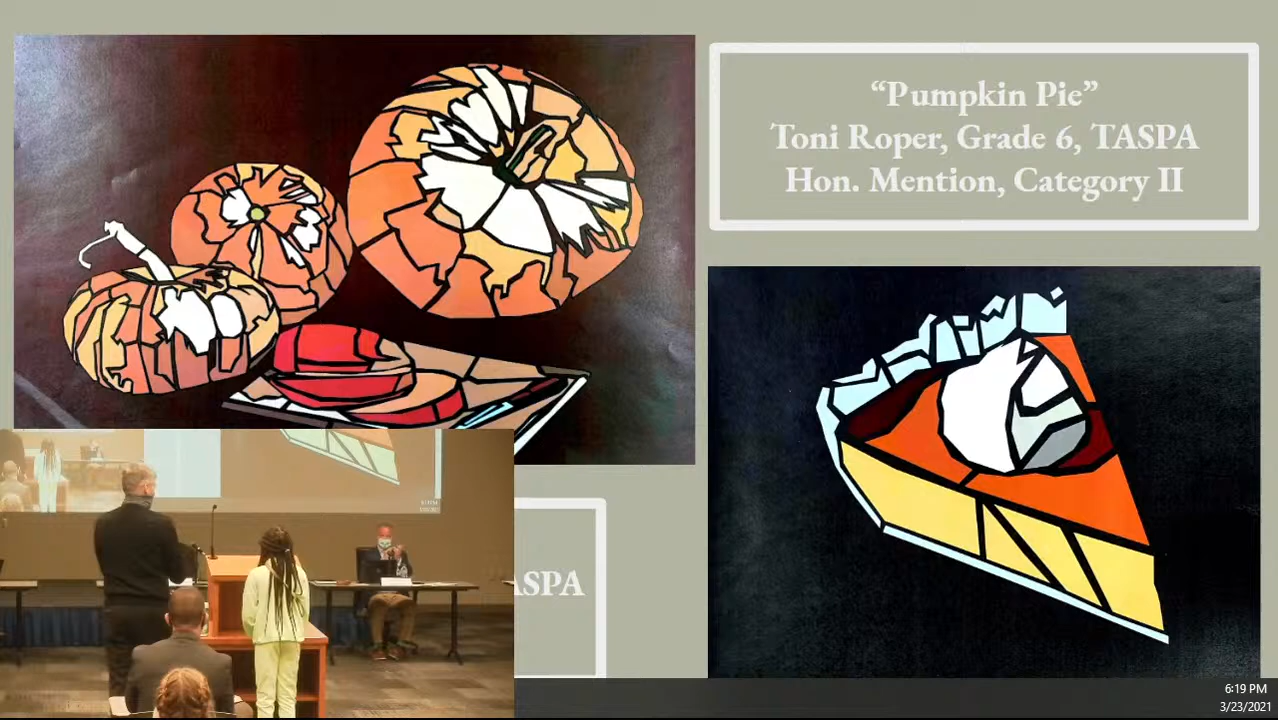 “Pumpkin Pie”
Toni Roper, Grade 6, TASPA
Hon. Mention, Category II
ASPA
6:19 PM
3/23/2021